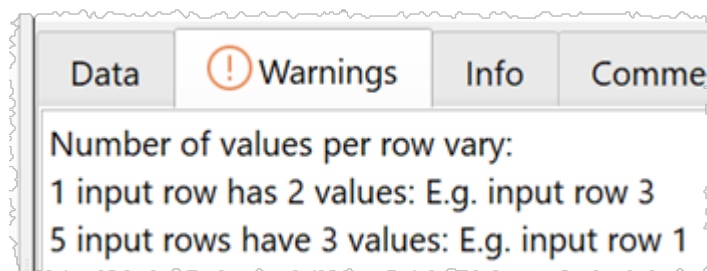 Data Warnings Info Comme
Number of values per row vary:
1 input row has 2 values: E.g. input row 3
5 input rows have 3 values: E.g. input row 1